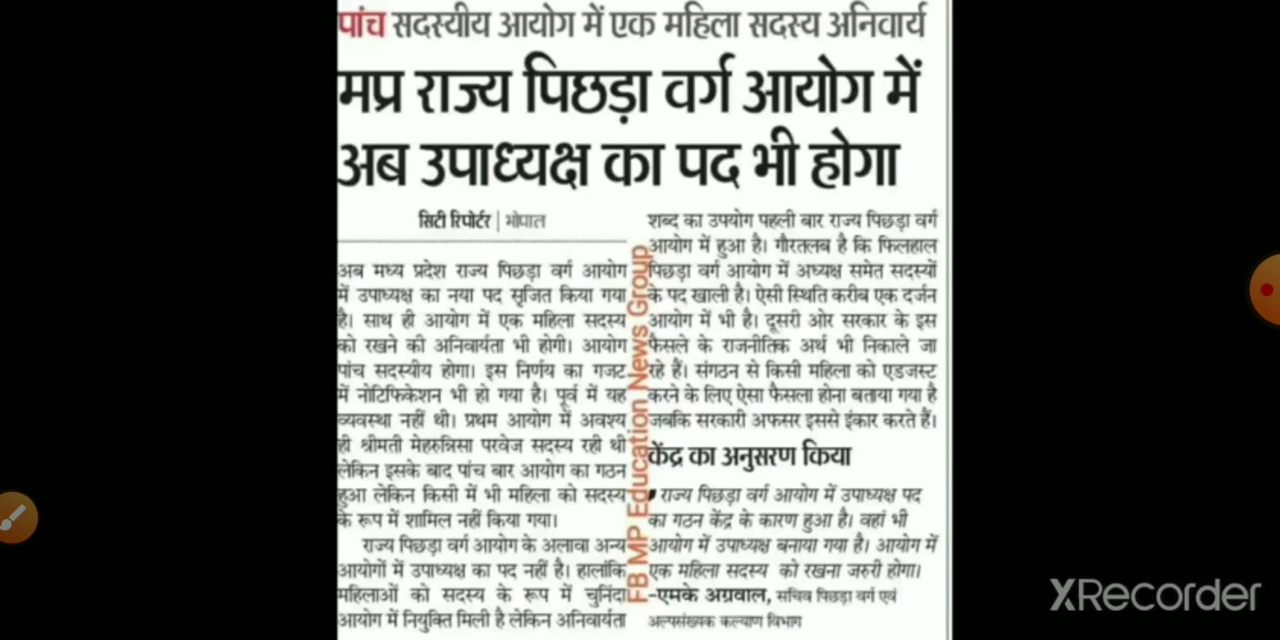 पांच सदस्यीय आयोग में एक महिला सदस्य अनिवार्य
मप्र राज्य पिछड़ा वर्ग आयोग में
अब उपाध्यक्ष का पद भी होगा
सिटी रिपोर्टर | भोपाल
अब मध्य प्रदेश राज्य पिछड़ा वर्ग आयोग
में उपाध्यक्ष का नया पद सृजित किया गया
है। साथ ही आयोग में एक महिला सदस्य
को रखने की अनिवार्यता भी होगी। आयोग
पांच सदस्यीय होगा। इस निर्णय का गजट
में नोटिफिकेशन भी हो गया है। पूर्व में यह
व्यवस्था नहीं थी। प्रथम आयोग में अवश्य
ही श्रीमती मेहरुन्निसा परवेज सदस्य रही थी
लेकिन इसके बाद पांच बार आयोग का गठन
हुआ लेकिन किसी में भी महिला को सदस्य
के रूप में शामिल नहीं किया गया।
राज्य पिछड़ा वर्ग आयोग के अलावा अन्य
आयोगों में उपाध्यक्ष का पद नहीं है। हालांकि
महिलाओं को सदस्य के रूप में चुनिंदा
आयोग में नियुक्ति मिली है लेकिन अनिवार्यता
शब्द का उपयोग पहली बार राज्य पिछड़ा वर्ग
आयोग में हुआ है। गौरतलब है कि फिलहाल
पिछड़ा वर्ग आयोग में अध्यक्ष समेत सदस्यों
के पद खाली है। ऐसी स्थिति करीब एक दर्जन
आयोग में भी है। दूसरी ओर सरकार के इस
फैसले के राजनीतिक अर्थ भी निकाले जा
रहे हैं। संगठन से किसी महिला को एडजस्ट
करने के लिए ऐसा फैसला होना बताया गया है
जबकि सरकारी अफसर इससे इंकार करते हैं।
केंद्र का अनुसरण किया
राज्य पिछड़ा वर्ग आयोग में उपाध्यक्ष पद
का गठन केंद्र के कारण हुआ है। वहां भी
आयोग में उपाध्यक्ष बनाया गया है। आयोग में
एक महिला सदस्य को रखना जरुरी होगा।
-एमके अग्रवाल, सचिव पिछड़ा वर्ग एवं
अल्पसंख्यक कल्याण विभाग
FB MP Education News Group
XRecorder